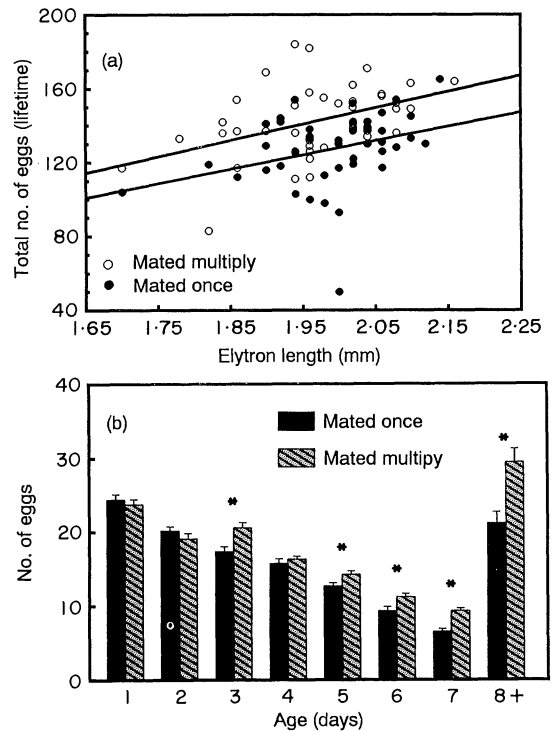 200
160
120
80
40
Total no. of eggs (lifetime)
(a)
Mated multiply
Mated once
1·65 1·75 1·85 1·95 2·05 2·15 2·25
Elytron length (mm)
40
30
20
10
0
No. of eggs
(b)
Mated once
Mated multipy
* * * * *
1 2 3 4 5 6 7 8+
Age (days)